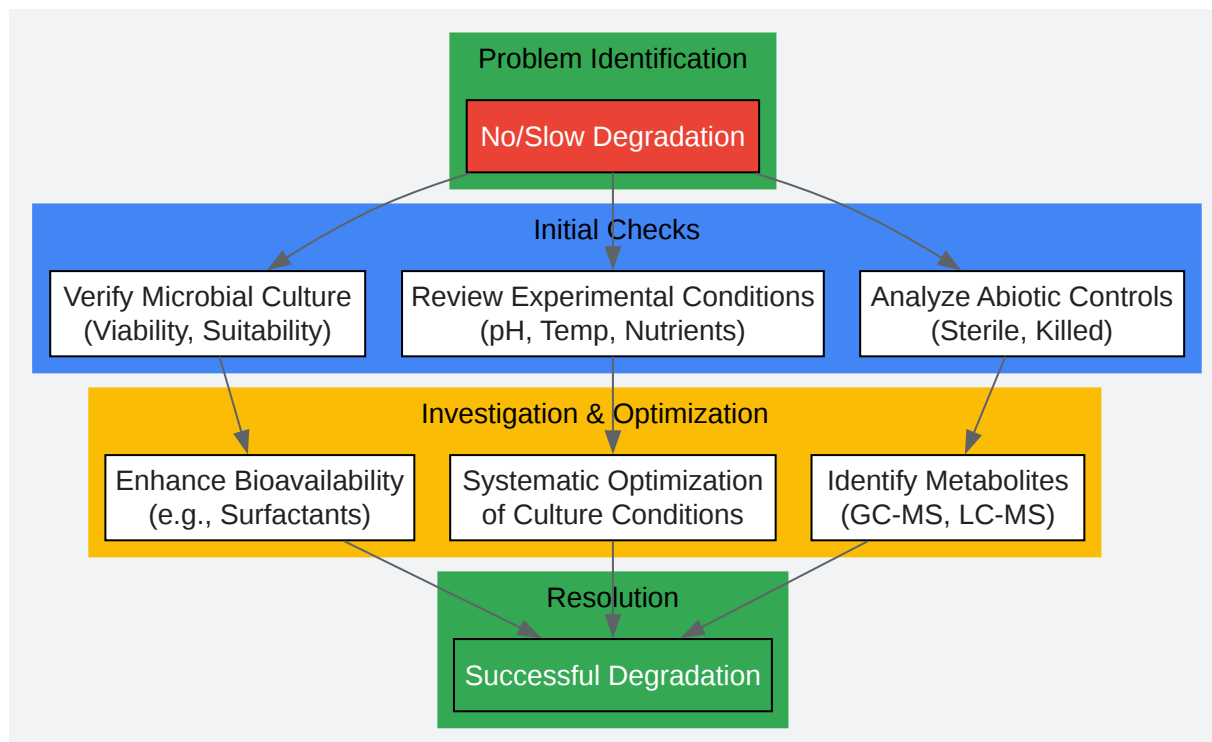 Problem Identification
No/Slow Degradation
Initial Checks
Verify Microbial Culture
(Viability, Suitability)
Review Experimental Conditions
(pH, Temp, Nutrients)
Analyze Abiotic Controls
(Sterile, Killed)
Investigation & Optimization
Enhance Bioavailability
(e.g., Surfactants)
Systematic Optimization
of Culture Conditions
Identify Metabolites
(GC-MS, LC-MS)
Resolution
Successful Degradation